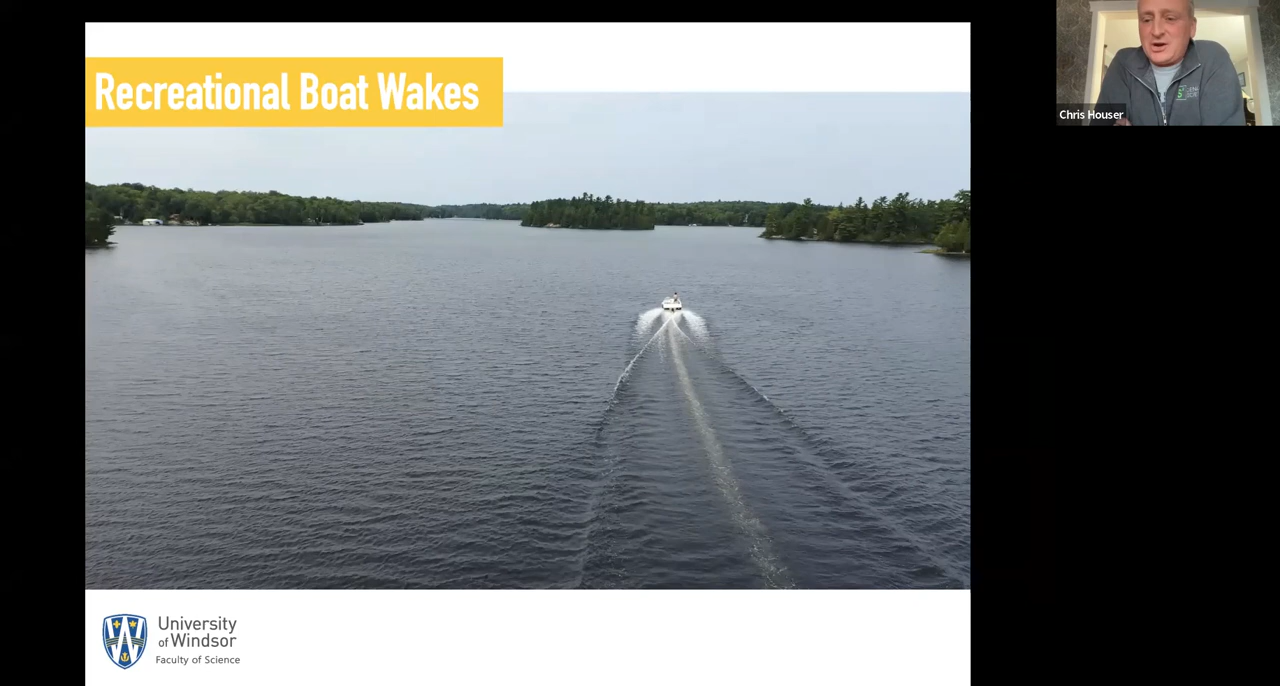 Recreational Boat Wakes
Chris Houser
University
of Windsor
Faculty of Science